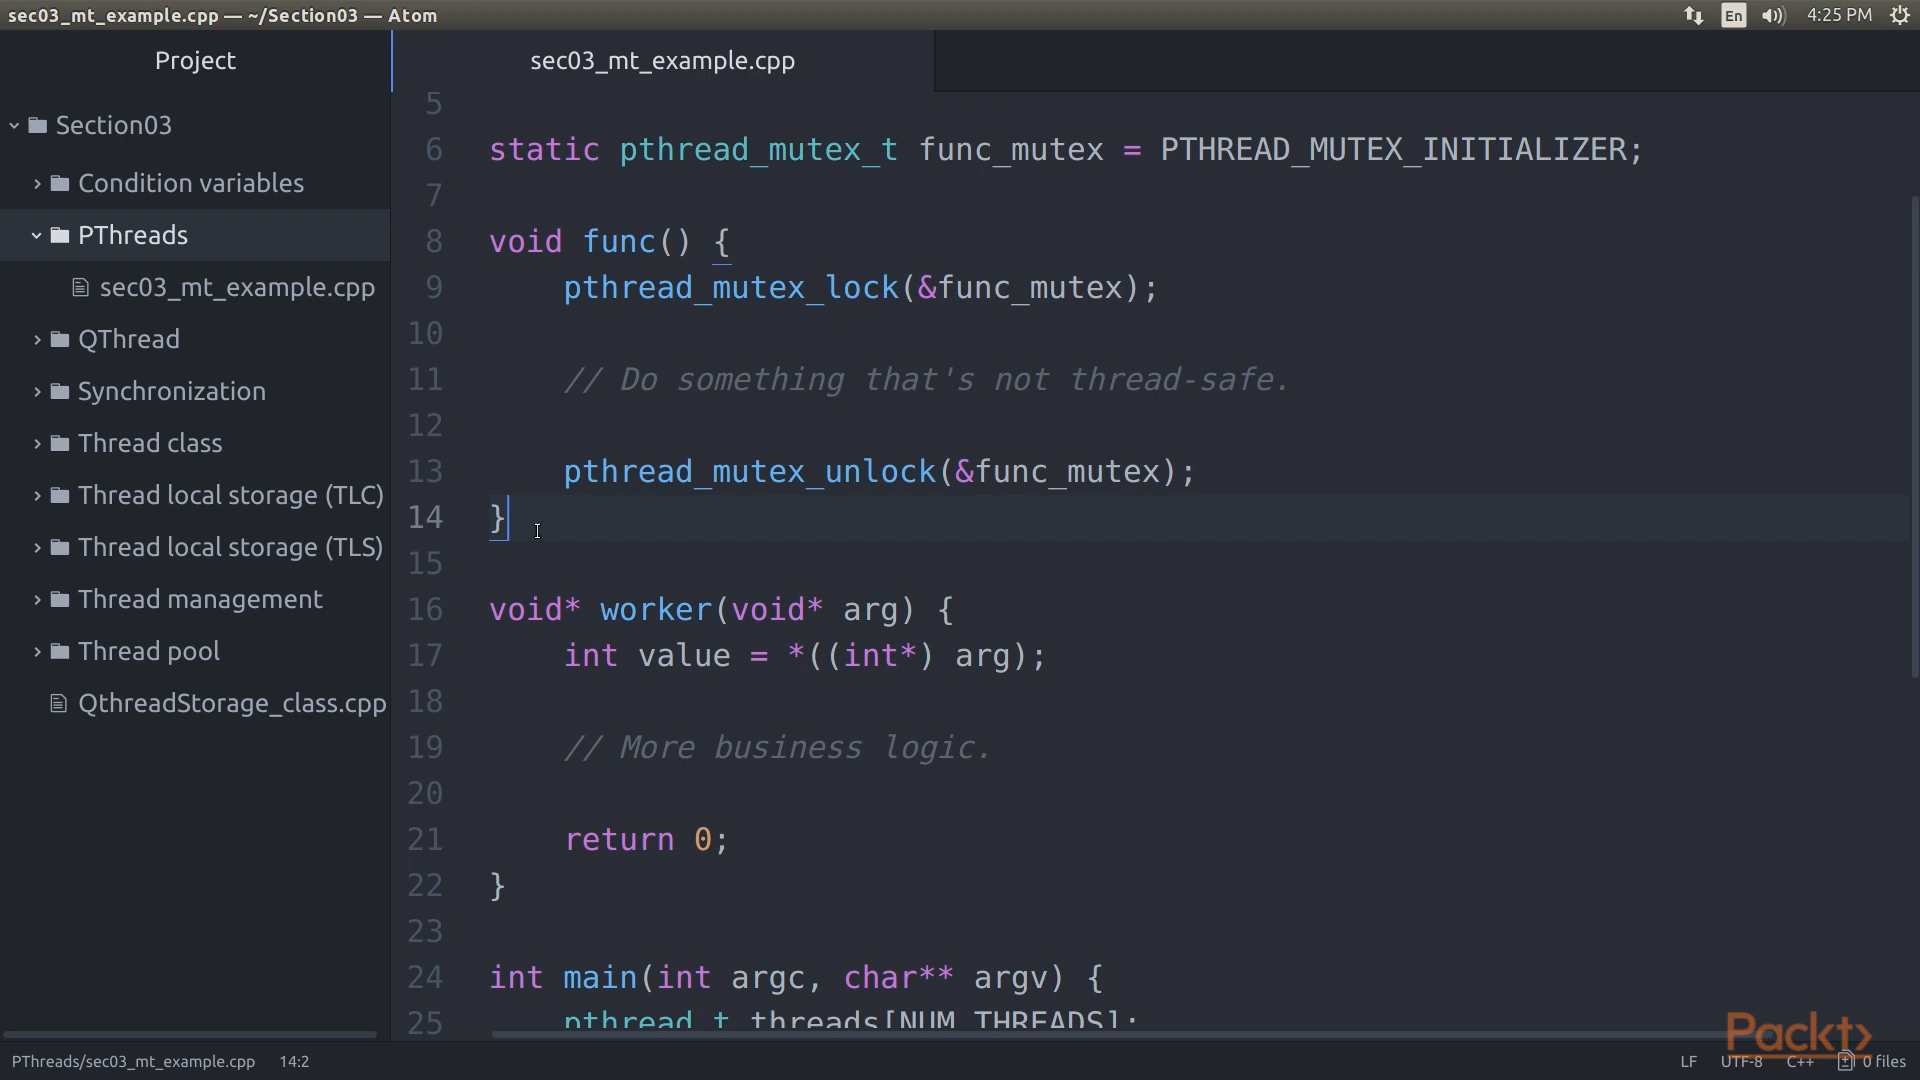 sec03_mt_example.cpp — ~/Section03 — Atom
En
4:25 PM
Project
Section03
Condition variables
PThreads
sec03_mt_example.cpp
QThread
Synchronization
Thread class
Thread local storage (TLC)
Thread local storage (TLS)
Thread management
Thread pool
QthreadStorage_class.cpp
sec03_mt_example.cpp
5
6 static pthread_mutex_t func_mutex = PTHREAD_MUTEX_INITIALIZER;
7
8 void func() {
9 pthread_mutex_lock(&func_mutex);
10
11 // Do something that's not thread-safe.
12
13 pthread_mutex_unlock(&func_mutex);
14 }
15
16 void* worker(void* arg) {
17 int value = *((int*) arg);
18
19 // More business logic.
20
21 return 0;
22 }
23
24 int main(int argc, char** argv) {
25 pthread_t threads[NUM_THREADS];
Packt>
PThreads/sec03_mt_example.cpp 14:2
LF UTF-8 C++ 0 files